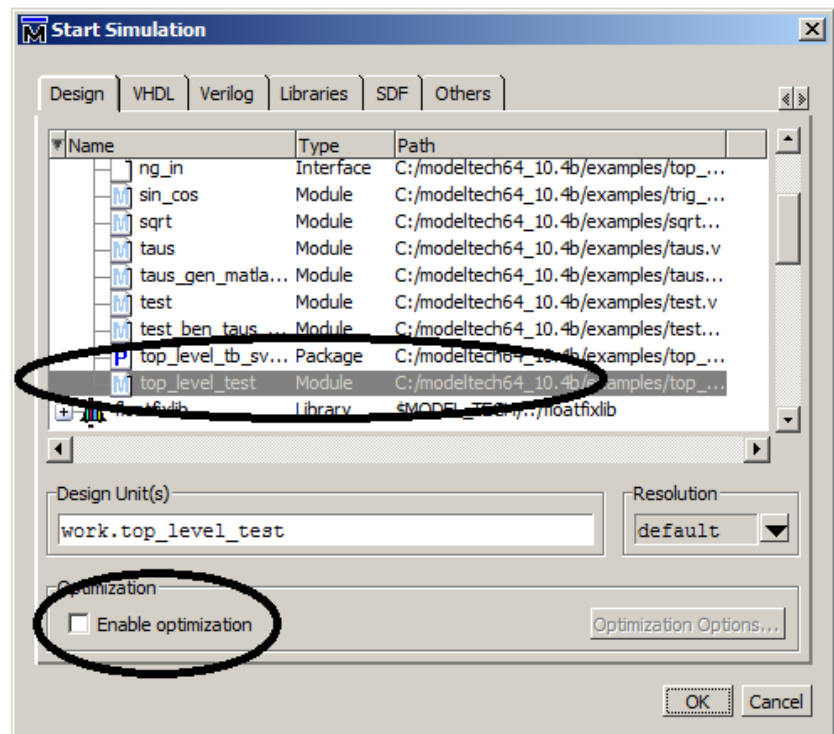 Start Simulation
Design VHDL Verilog Libraries SDF Others
Name Type Path
ng_in Interface C:/modeltech64_10.4b/examples/top_...
sin_cos Module C:/modeltech64_10.4b/examples/trig_...
sqrt Module C:/modeltech64_10.4b/examples/sqrt...
taus Module C:/modeltech64_10.4b/examples/taus.v
taus_gen_matla... Module C:/modeltech64_10.4b/examples/taus...
test Module C:/modeltech64_10.4b/examples/test.v
test_ben_taus_... Module C:/modeltech64_10.4b/examples/test...
top_level_tb_sv... Package C:/modeltech64_10.4b/examples/top_...
top_level_test Module C:/modeltech64_10.4b/examples/top_...
floatfixlib Library $MODEL_TECH/../floatfixlib
Design Unit(s) Resolution
work.top_level_test default
Optimization
Enable optimization Optimization Options...
OK Cancel